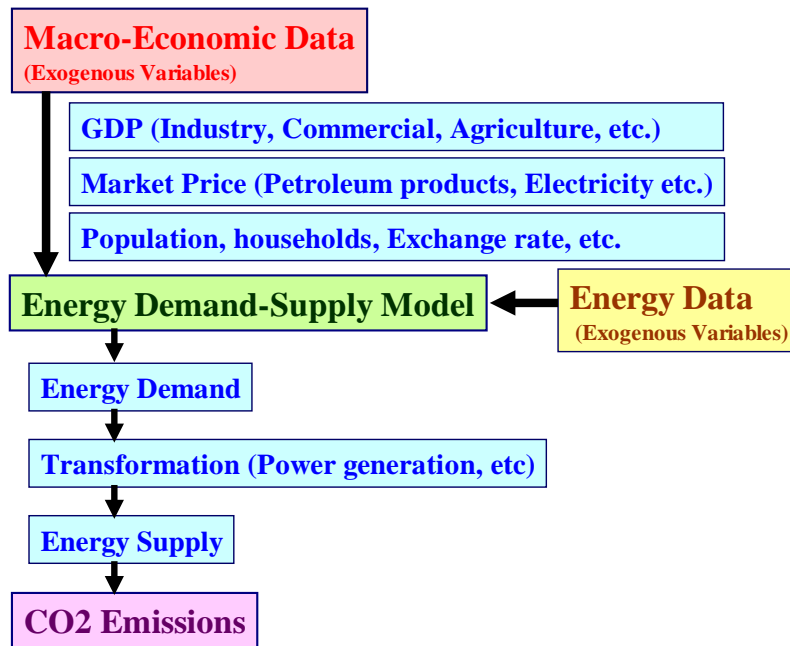 Macro-Economic Data
(Exogenous Variables)
GDP (Industry, Commercial, Agriculture, etc.)
Market Price (Petroleum products, Electricity etc.)
Population, households, Exchange rate, etc.
Energy Demand-Supply Model
Energy Data
(Exogenous Variables)
Energy Demand
Transformation (Power generation, etc)
Energy Supply
CO2 Emissions